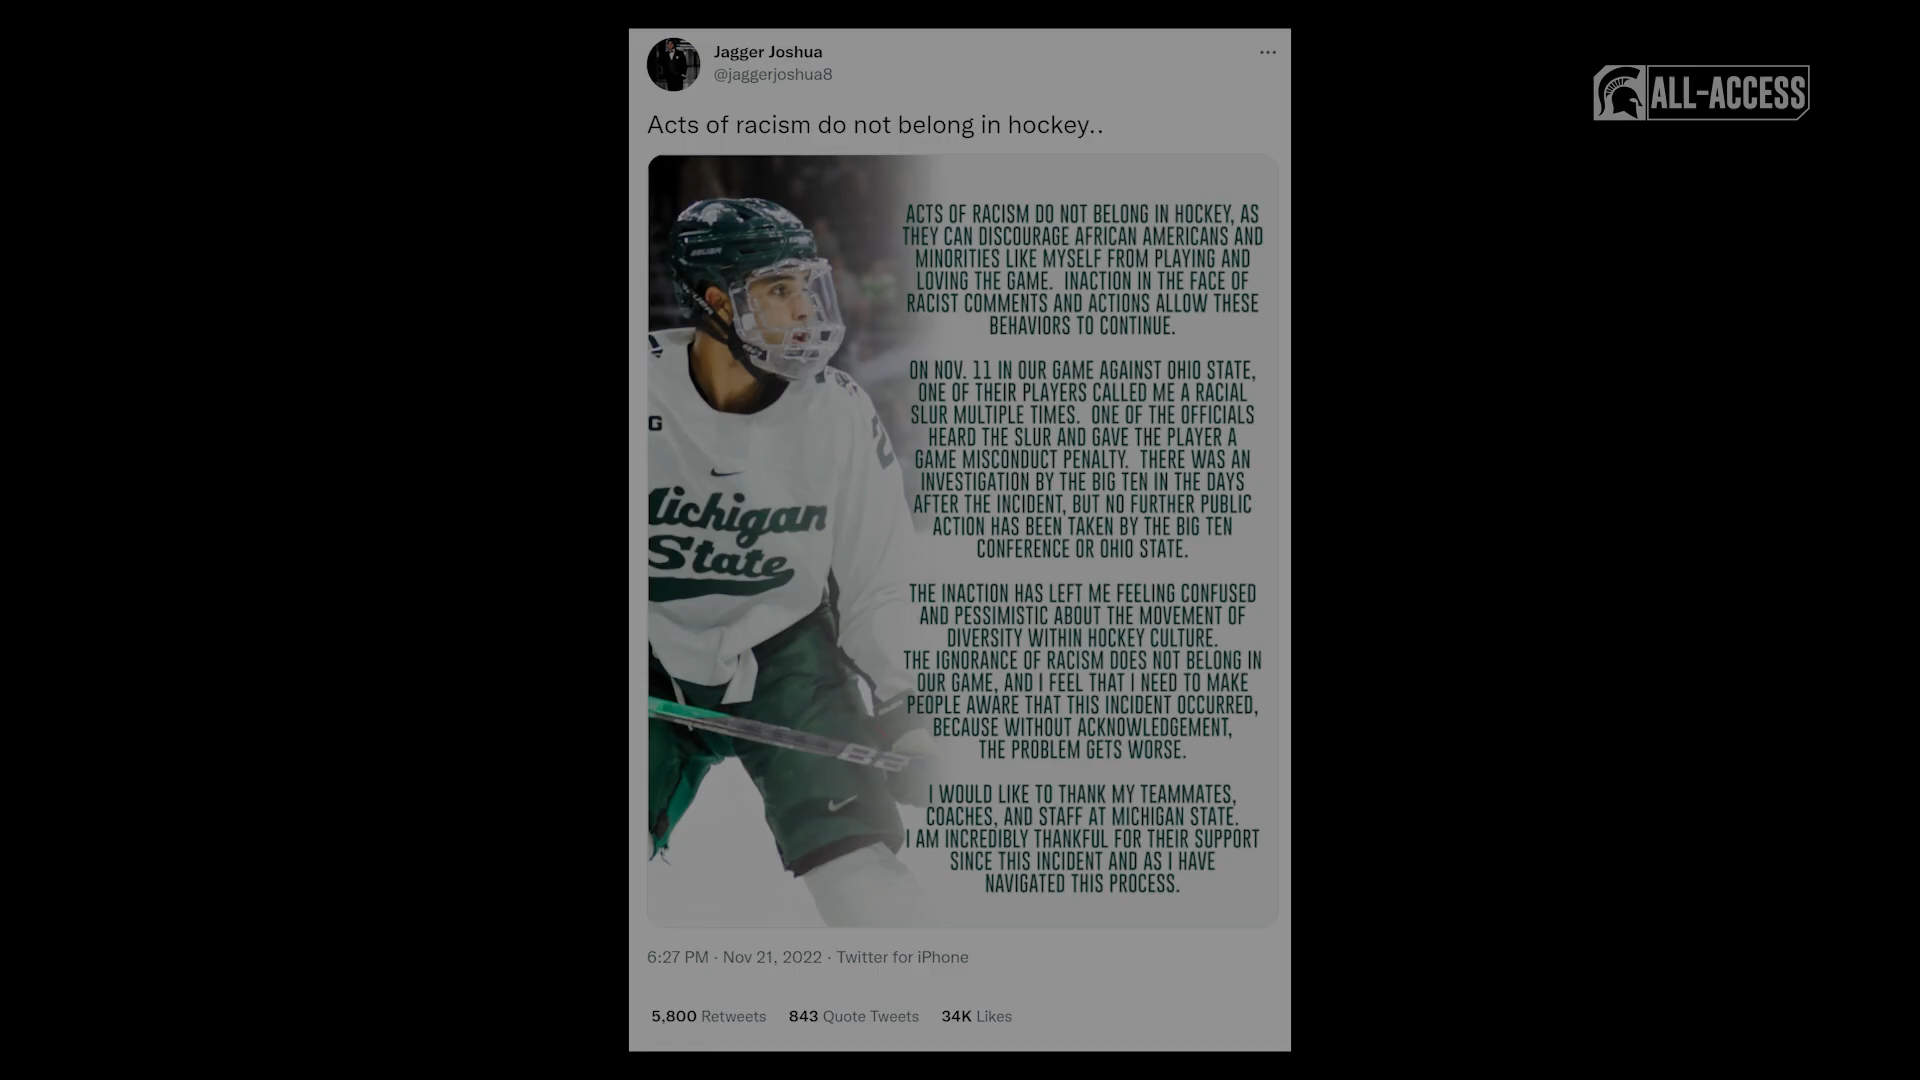 Jagger Joshua
@jaggerjoshua8
ALL-ACCESS
Acts of racism do not belong in hockey..
ACTS OF RACISM DO NOT BELONG IN HOCKEY, AS
THEY CAN DISCOURAGE AFRICAN AMERICANS AND
MINORITIES LIKE MYSELF FROM PLAYING AND
LOVING THE GAME. INACTION IN THE FACE OF
RACIST COMMENTS AND ACTIONS ALLOW THESE
BEHAVIORS TO CONTINUE.
ON NOV. 11 IN OUR GAME AGAINST OHIO STATE,
ONE OF THEIR PLAYERS CALLED ME A RACIAL
SLUR MULTIPLE TIMES. ONE OF THE OFFICIALS
HEARD THE SLUR AND GAVE THE PLAYER A
GAME MISCONDUCT PENALTY. THERE WAS AN
INVESTIGATION BY THE BIG TEN IN THE DAYS
AFTER THE INCIDENT, BUT NO FURTHER PUBLIC
ACTION HAS BEEN TAKEN BY THE BIG TEN
CONFERENCE OR OHIO STATE.
THE INACTION HAS LEFT ME FEELING CONFUSED
AND PESSIMISTIC ABOUT THE MOVEMENT OF
DIVERSITY WITHIN HOCKEY CULTURE.
THE IGNORANCE OF RACISM DOES NOT BELONG IN
OUR GAME, AND I FEEL THAT I NEED TO MAKE
PEOPLE AWARE THAT THIS INCIDENT OCCURRED,
BECAUSE WITHOUT ACKNOWLEDGEMENT,
THE PROBLEM GETS WORSE.
I WOULD LIKE TO THANK MY TEAMMATES,
COACHES, AND STAFF AT MICHIGAN STATE.
I AM INCREDIBLY THANKFUL FOR THEIR SUPPORT
SINCE THIS INCIDENT AND AS I HAVE
NAVIGATED THIS PROCESS.
BAUER
G
2
Michigan
State
6:27 PM · Nov 21, 2022 · Twitter for iPhone
5,800 Retweets 843 Quote Tweets 34K Likes